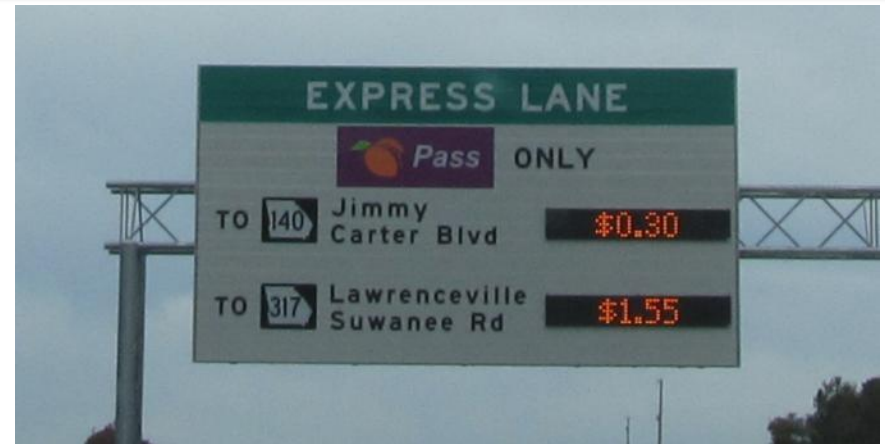 EXPRESS LANE
Pass ONLY
TO 140 Jimmy
Carter Blvd $0.30
TO 317 Lawrenceville
Suwanee Rd $1.55